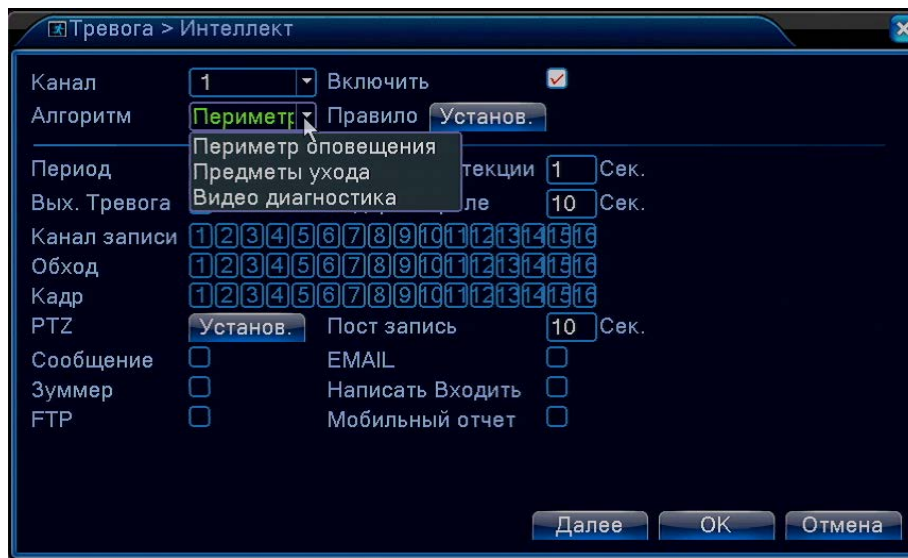 Тревога > Интеллект
Канал 1 Включить
Алгоритм Периметр Правило Установ.
Периметр оповещения
Период текции 1 Сек.
Предметы ухода
Вых. Тревога 10 Сек.
Видео диагностика
Канал записи 1 2 3 4 5 6 7 8 9 10 11 12 13 14 15 16
Обход 1 2 3 4 5 6 7 8 9 10 11 12 13 14 15 16
Кадр 1 2 3 4 5 6 7 8 9 10 11 12 13 14 15 16
PTZ Установ. Пост запись 10 Сек.
Сообщение EMAIL
Зуммер Написать Входить
FTP Мобильный отчет
Далее OK Отмена